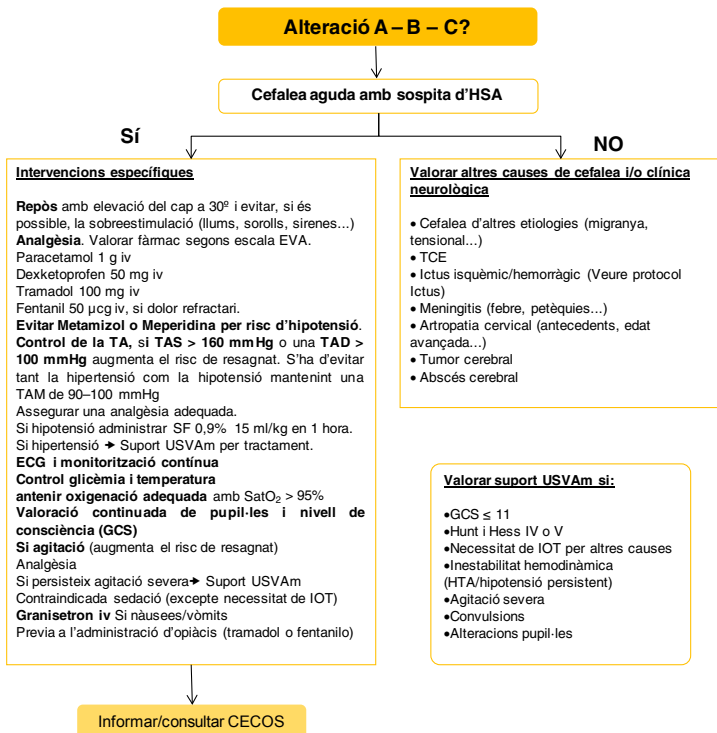 Alteració A – B – C?
Cefalea aguda amb sospita d'HSA
Sí
NO
Intervencions específiques
Repòs amb elevació del cap a 30º i evitar, si és
possible, la sobreestimulació (llums, sorolls, sirenes...)
Analgèsia. Valorar fàrmac segons escala EVA.
Paracetamol 1 g iv
Dexketoprofen 50 mg iv
Tramadol 100 mg iv
Fentanil 50 µcg iv, si dolor refractari.
Evitar Metamizol o Meperidina per risc d'hipotensió.
Control de la TA, si TAS > 160 mmHg o una TAD >
100 mmHg augmenta el risc de resagnat. S'ha d'evitar
tant la hipertensió com la hipotensió mantenint una
TAM de 90–100 mmHg
Assegurar una analgèsia adequada.
Si hipotensió administrar SF 0,9% 15 ml/kg en 1 hora.
Si hipertensió ➔ Suport USVAm per tractament.
ECG i monitorització contínua
Control glicèmia i temperatura
antenir oxigenació adequada amb SatO₂ > 95%
Valoració continuada de pupil·les i nivell de
consciència (GCS)
Si agitació (augmenta el risc de resagnat)
Analgèsia
Si persisteix agitació severa➔ Suport USVAm
Contraindicada sedació (excepte necessitat de IOT)
Granisetron iv Si nàusees/vòmits
Previa a l'administració d'opiàcis (tramadol o fentanilo)
Valorar altres causes de cefalea i/o clínica
neurològica
• Cefalea d'altres etiologies (migranya,
tensional...)
• TCE
• Ictus isquèmic/hemorràgic (Veure protocol
Ictus)
• Meningitis (febre, petèquies...)
• Artropatia cervical (antecedents, edat
avançada...)
• Tumor cerebral
• Abscés cerebral
Valorar suport USVAm si:
•GCS ≤ 11
•Hunt i Hess IV o V
•Necessitat de IOT per altres causes
•Inestabilitat hemodinàmica
(HTA/hipotensió persistent)
•Agitació severa
•Convulsions
•Alteracions pupil·les
Informar/consultar CECOS